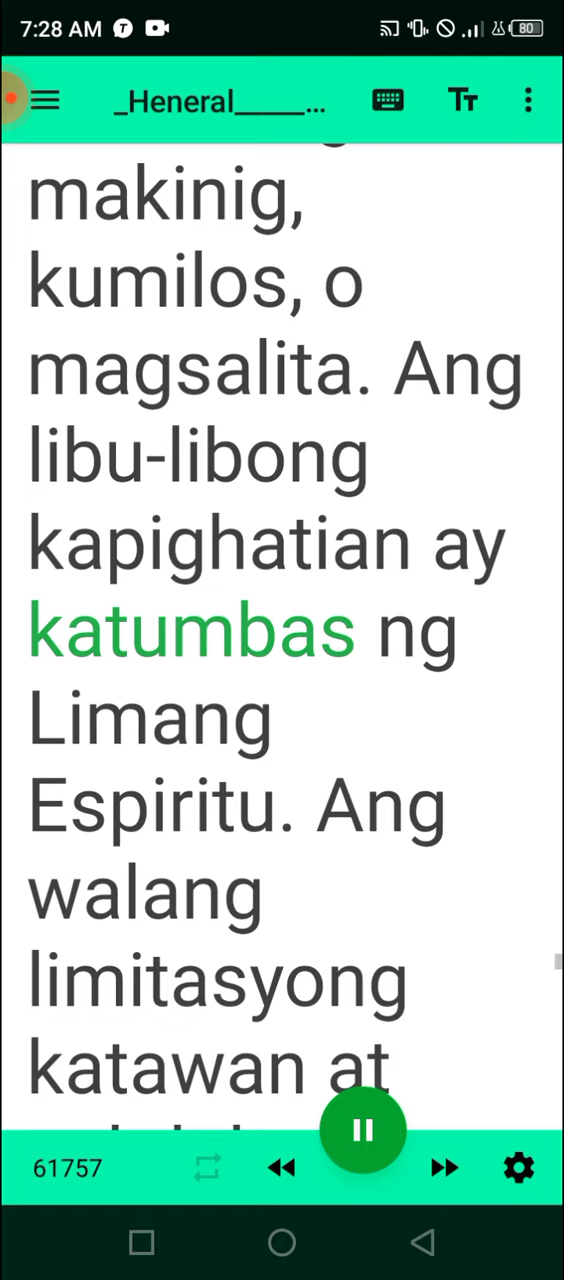 7:28 AM
80
_Heneral_____...
Tт
makinig,
kumilos, o
magsalita. Ang
libu-libong
kapighatian ay
katumbas ng
Limang
Espiritu. Ang
walang
limitasyong
katawan at
61757